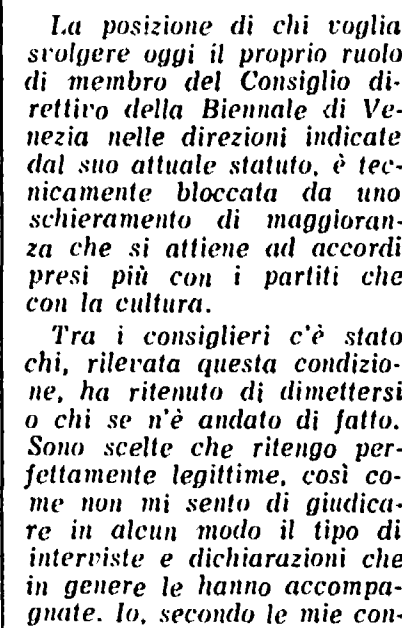 La posizione di chi voglia
svolgere oggi il proprio ruolo
di membro del Consiglio di-
rettivo della Biennale di Ve-
nezia nelle direzioni indicate
dal suo attuale statuto, è tec-
nicamente bloccata da uno
schieramento di maggioran-
za che si attiene ad accordi
presi più con i partiti che
con la cultura.
Tra i consiglieri c'è stato
chi, rilevata questa condizio-
ne, ha ritenuto di dimettersi
o chi se n'è andato di fatto.
Sono scelte che ritengo per-
fettamente legittime, così co-
me non mi sento di giudica-
re in alcun modo il tipo di
interviste e dichiarazioni che
in genere le hanno accompa-
gnate. Io, secondo le mie con-